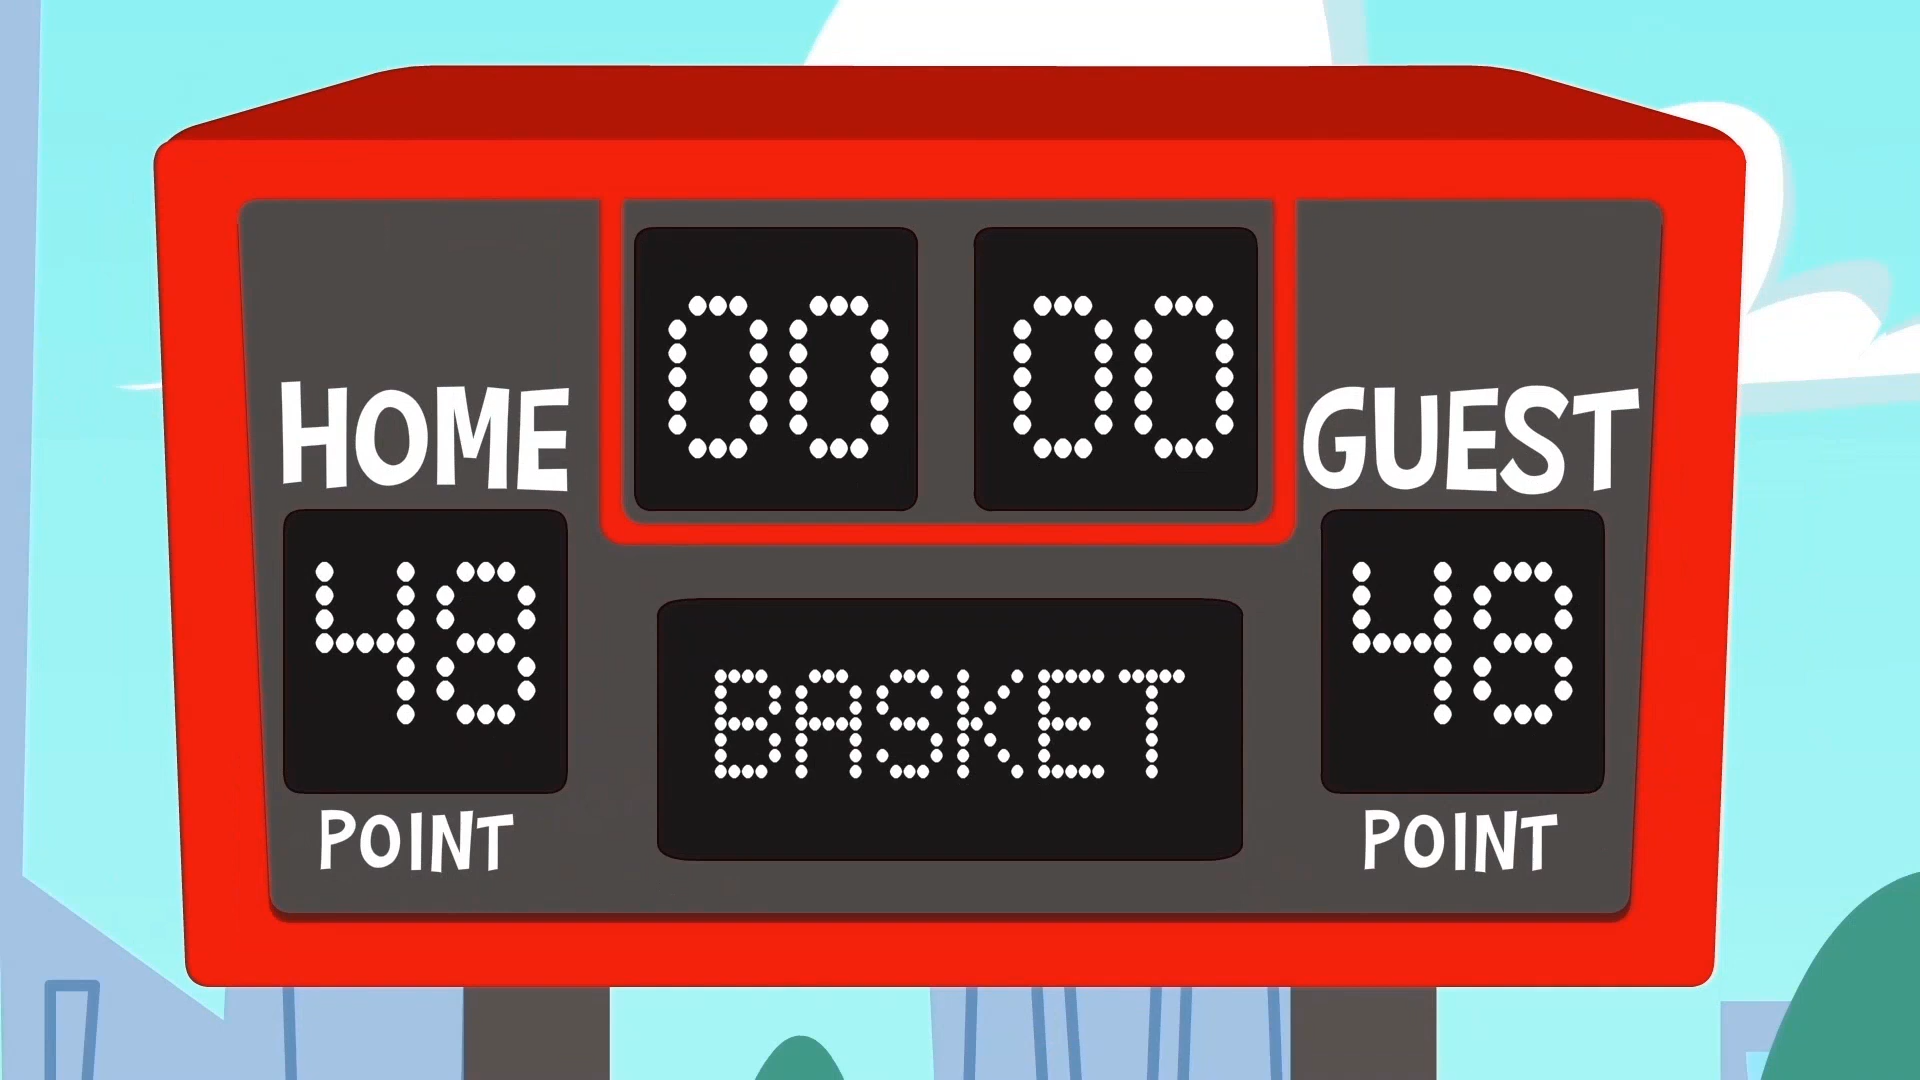 00 00
HOME GUEST
48 48
BASKET
POINT POINT